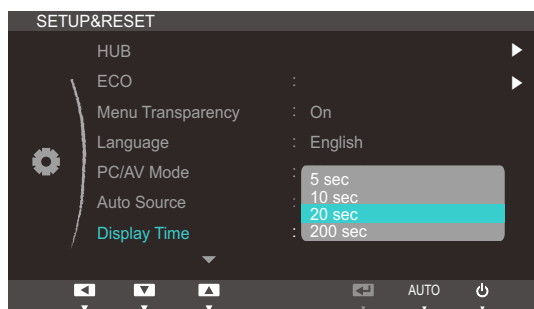 SETUP&RESET
HUB
ECO :
Menu Transparency : On
Language : English
PC/AV Mode :
Auto Source :
Display Time :
5 sec
10 sec
20 sec
200 sec
AUTO